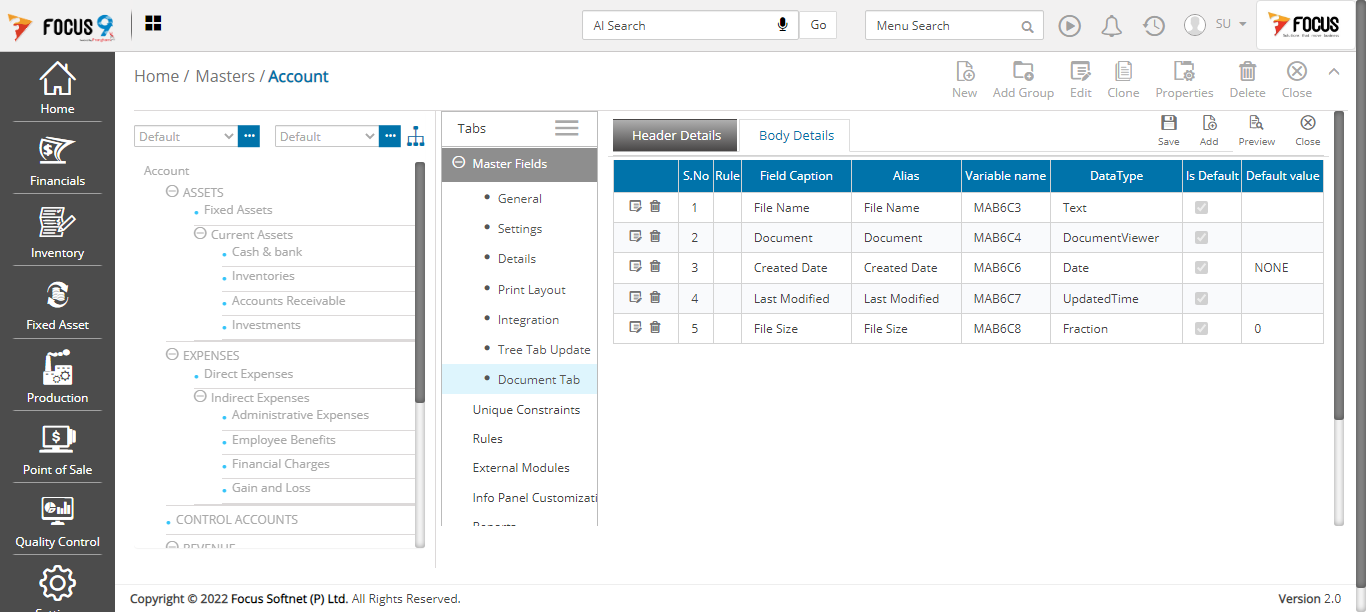 FOCUS 9
AI Search
Go
Menu Search
SU
FOCUS
Home
Financials
Inventory
Fixed Asset
Production
Point of Sale
Quality Control
Home / Masters / Account
New
Add Group
Edit
Clone
Properties
Delete
Close
Default
Default
Account
ASSETS
Fixed Assets
Current Assets
Cash & bank
Inventories
Accounts Receivable
Investments
EXPENSES
Direct Expenses
Indirect Expenses
Administrative Expenses
Employee Benefits
Financial Charges
Gain and Loss
CONTROL ACCOUNTS
REVENUE
Tabs
Master Fields
General
Settings
Details
Print Layout
Integration
Tree Tab Update
Document Tab
Unique Constraints
Rules
External Modules
Info Panel Customizati
Reports
Header Details
Body Details
Save
Add
Preview
Close
S.No Rule Field Caption Alias Variable name DataType Is Default Default value
1 File Name File Name MAB6C3 Text
2 Document Document MAB6C4 DocumentViewer
3 Created Date Created Date MAB6C6 Date NONE
4 Last Modified Last Modified MAB6C7 UpdatedTime
5 File Size File Size MAB6C8 Fraction 0
Copyright © 2022 Focus Softnet (P) Ltd. All Rights Reserved.
Version 2.0